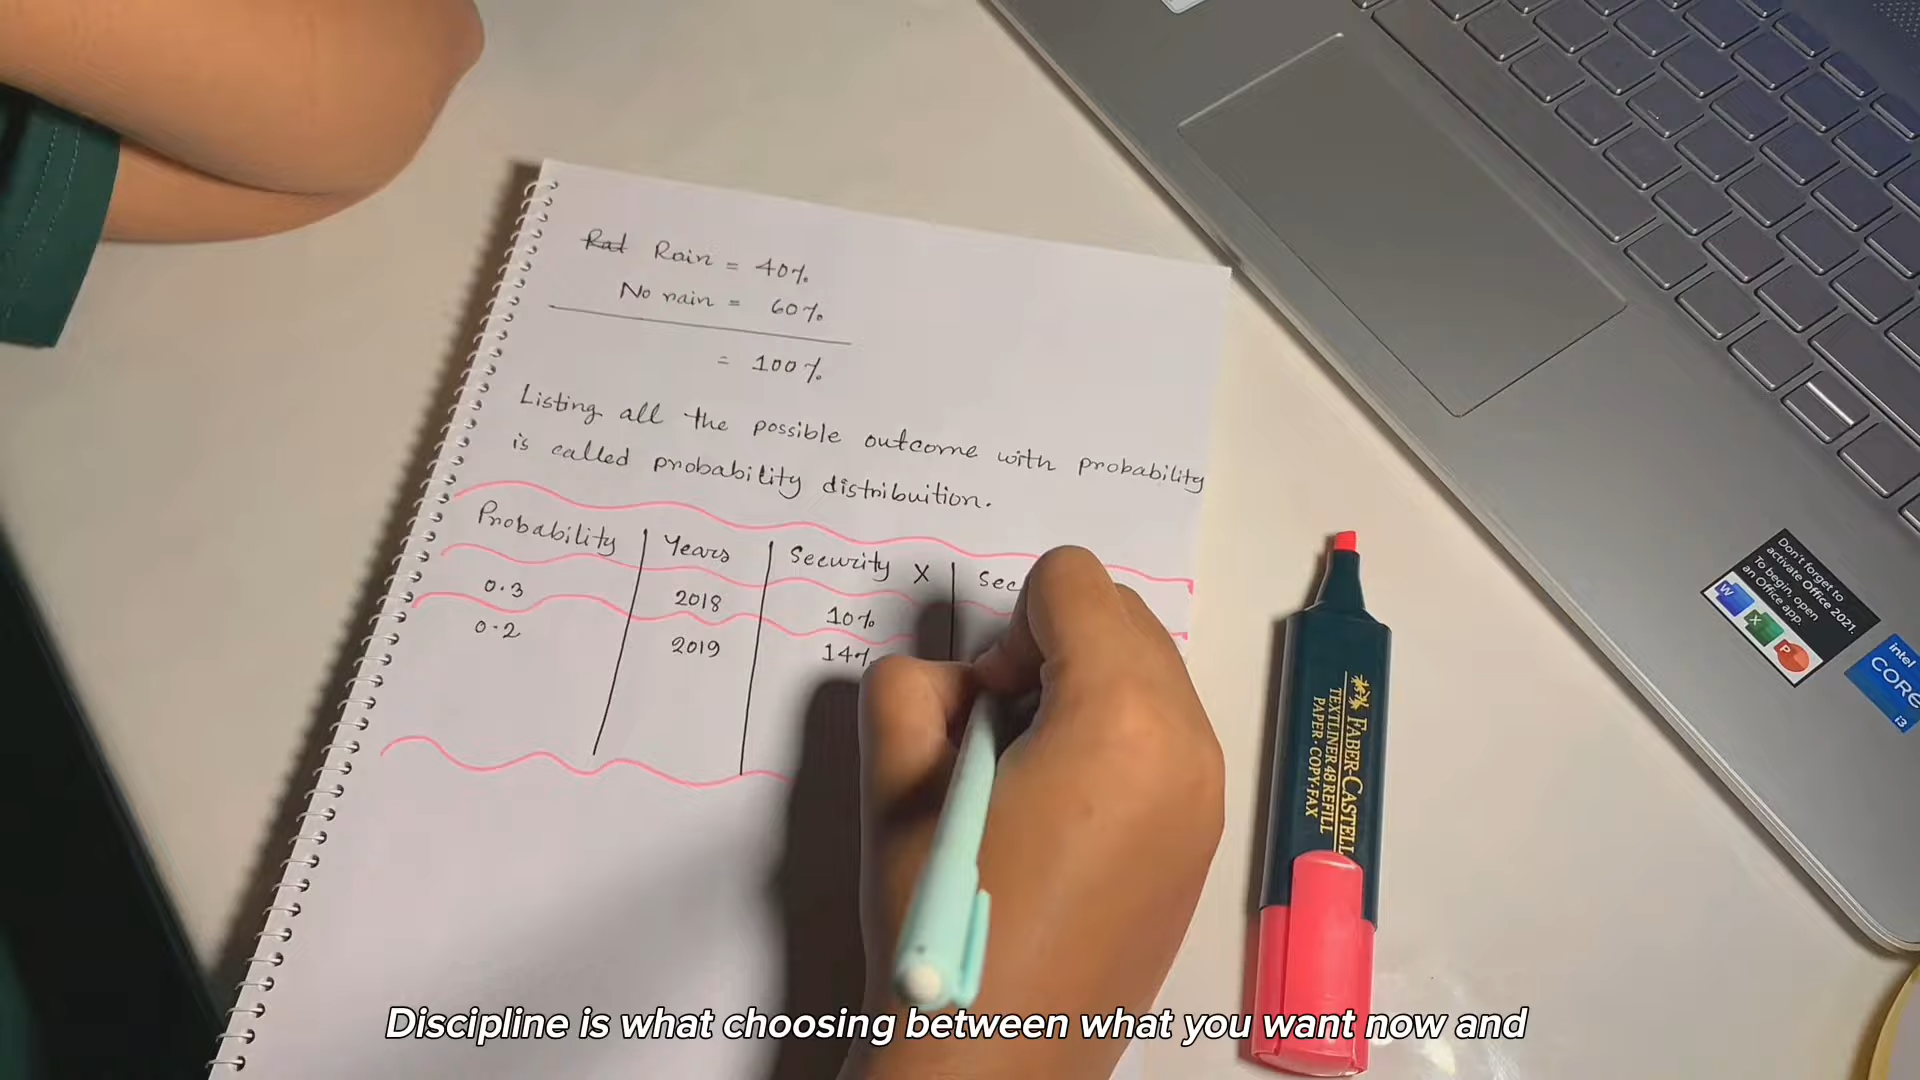 Rat Rain = 40%
No rain = 60%
= 100%
Listing all the possible outcome with probability
is called probability distribuition.
Probability Years Security X Sec
0.3 2018 10%
0.2 2019 14%
Don't forget to
activate Office 2021.
To begin, open
an Office app.
W X P
intel
CORE
i3
FABER-CASTELL
TEXTLINER 48 REFILL
PAPER·COPY·FAX
Discipline is what choosing between what you want now and